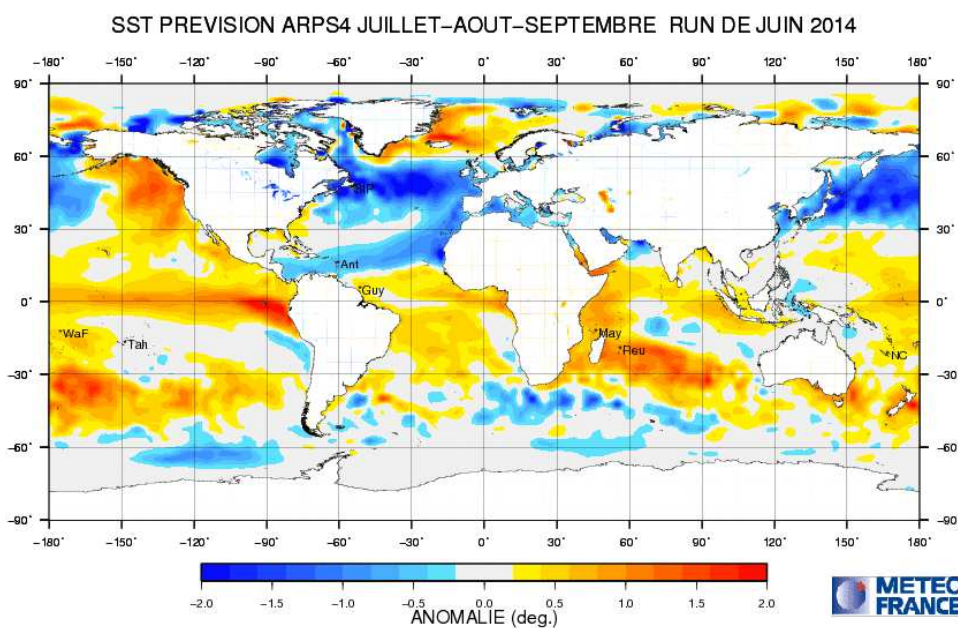 SST PREVISION ARPS4 JUILLET-AOUT-SEPTEMBRE RUN DE JUIN 2014
-180° -150° -120° -90° -60° -30° 0° 30° 60° 90° 120° 150° 180°
90° 90°
60° 60°
SIP
30° 30°
Ant
Guy
0° 0°
WaF Tah May Reu NC
-30° -30°
-60° -60°
-90° -90°
-180° -150° -120° -90° -60° -30° 0° 30° 60° 90° 120° 150° 180°
-2.0 -1.5 -1.0 -0.5 0.0 0.5 1.0 1.5 2.0
ANOMALIE (deg.)
METEO
FRANCE